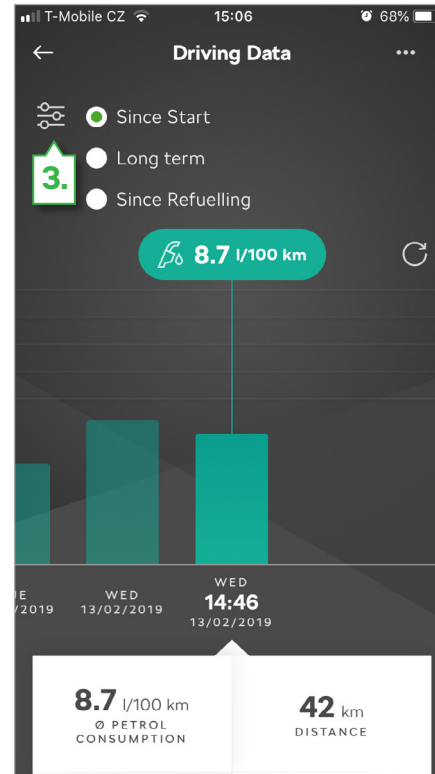 T-Mobile CZ 15:06 68%
Driving Data
Since Start
3.
Long term
Since Refuelling
8.7 l/100 km
WED
14:46
13/02/2019
WED
13/02/2019
8.7 l/100 km
Ø PETROL
CONSUMPTION
42 km
DISTANCE